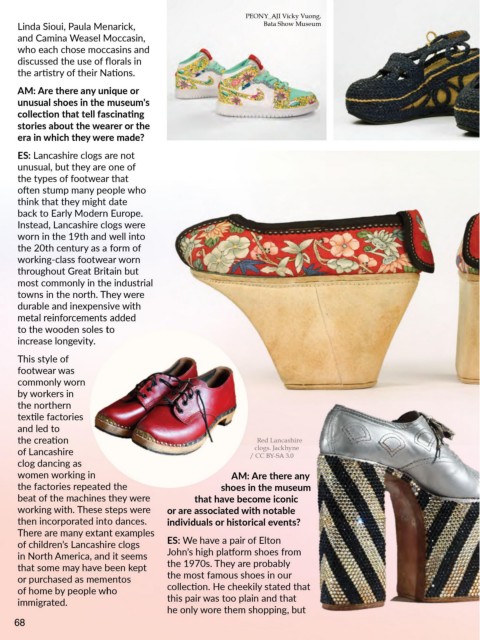 Linda Sioui, Paula Menarick,
and Camina Weasel Moccasin,
who each chose moccasins and
discussed the use of florals in
the artistry of their Nations.
AM: Are there any unique or
unusual shoes in the museum's
collection that tell fascinating
stories about the wearer or the
era in which they were made?
ES: Lancashire clogs are not
unusual, but they are one of
the types of footwear that
often stump many people who
think that they might date
back to Early Modern Europe.
Instead, Lancashire clogs were
worn in the 19th and well into
the 20th century as a form of
working-class footwear worn
throughout Great Britain but
most commonly in the industrial
towns in the north. They were
durable and inexpensive with
metal reinforcements added
to the wooden soles to
increase longevity.
This style of
footwear was
commonly worn
by workers in
the northern
textile factories
and led to
the creation
of Lancashire
clog dancing as
women working in
the factories repeated the
beat of the machines they were
working with. These steps were
then incorporated into dances.
There are many extant examples
of children's Lancashire clogs
in North America, and it seems
that some may have been kept
or purchased as mementos
of home by people who
immigrated.
68
PEONY_AJI Vicky Vuong,
Bata Show Museum
Red Lancashire
clogs. Jackhyne
/ CC BY-SA 3.0
AM: Are there any
shoes in the museum
that have become iconic
or are associated with notable
individuals or historical events?
ES: We have a pair of Elton
John's high platform shoes from
the 1970s. They are probably
the most famous shoes in our
collection. He cheekily stated that
this pair was too plain and that
he only wore them shopping, but